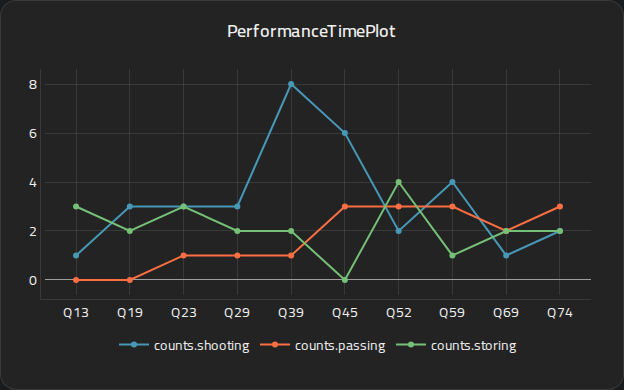 PerformanceTimePlot
8
6
4
2
0
Q13 Q19 Q23 Q29 Q39 Q45 Q52 Q59 Q69 Q74
counts.shooting counts.passing counts.storing